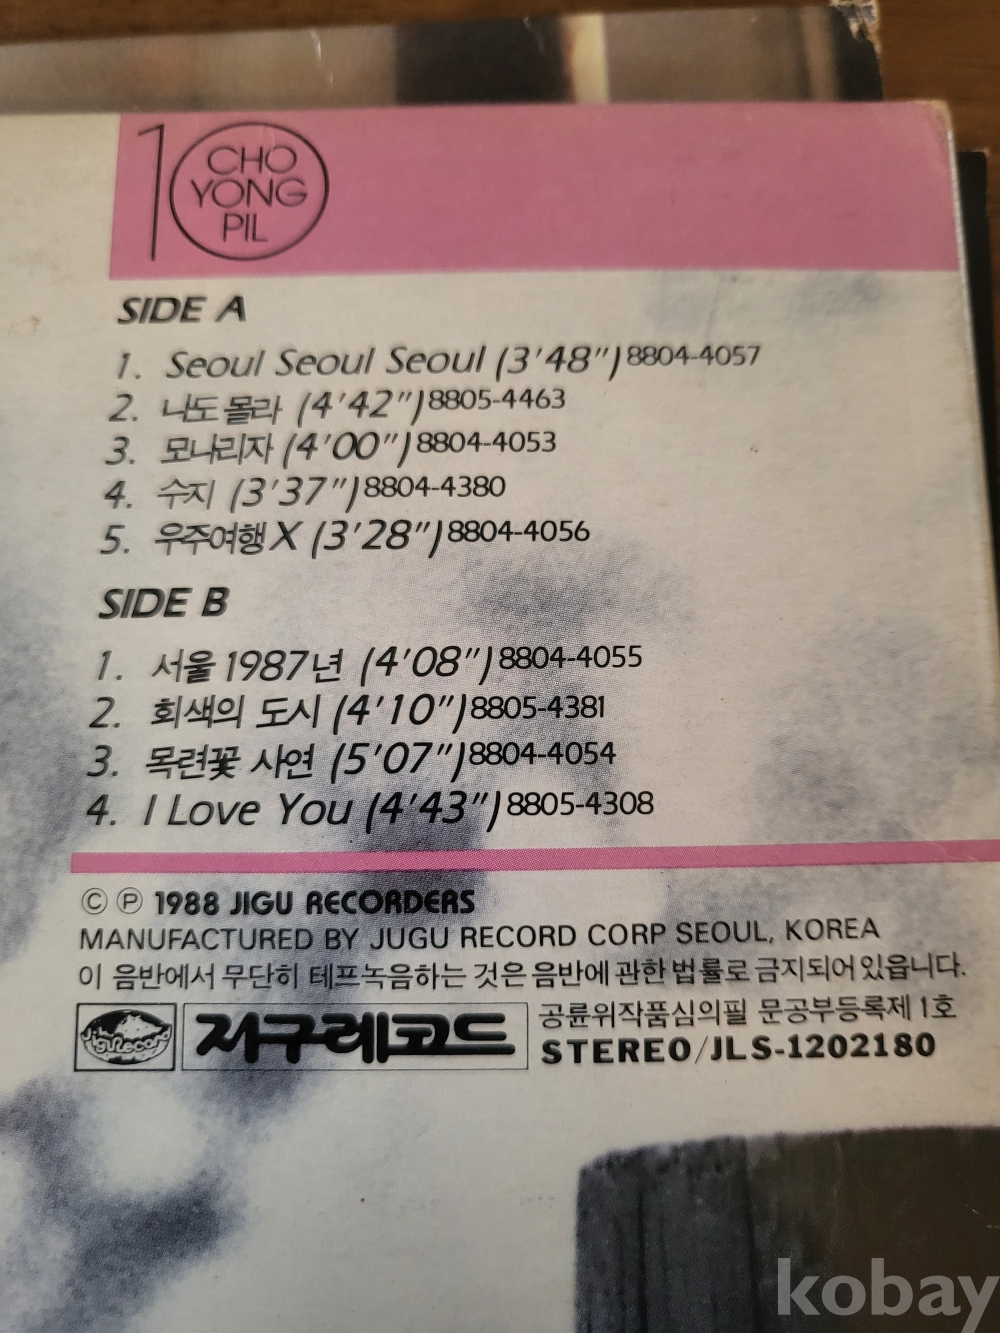 10 CHO
YONG
PIL
SIDE A
1. Seoul Seoul Seoul (3'48") 8804-4057
2. 나도 몰라 (4'42") 8805-4463
3. 모나리자 (4'00") 8804-4053
4. 수지 (3'37") 8804-4380
5. 우주여행 X (3'28") 8804-4056
SIDE B
1. 서울 1987년 (4'08") 8804-4055
2. 회색의 도시 (4'10") 8805-4381
3. 목련꽃 사연 (5'07") 8804-4054
4. I Love You (4'43") 8805-4308
Ⓒ Ⓟ 1988 JIGU RECORDERS
MANUFACTURED BY JUGU RECORD CORP SEOUL, KOREA
이 음반에서 무단히 테프녹음하는 것은 음반에 관한 법률로 금지되어 있읍니다.
Jigu Record
지구레코드
공륜위작품심의필 문공부등록제 1호
STEREO/JLS-1202180
kobay